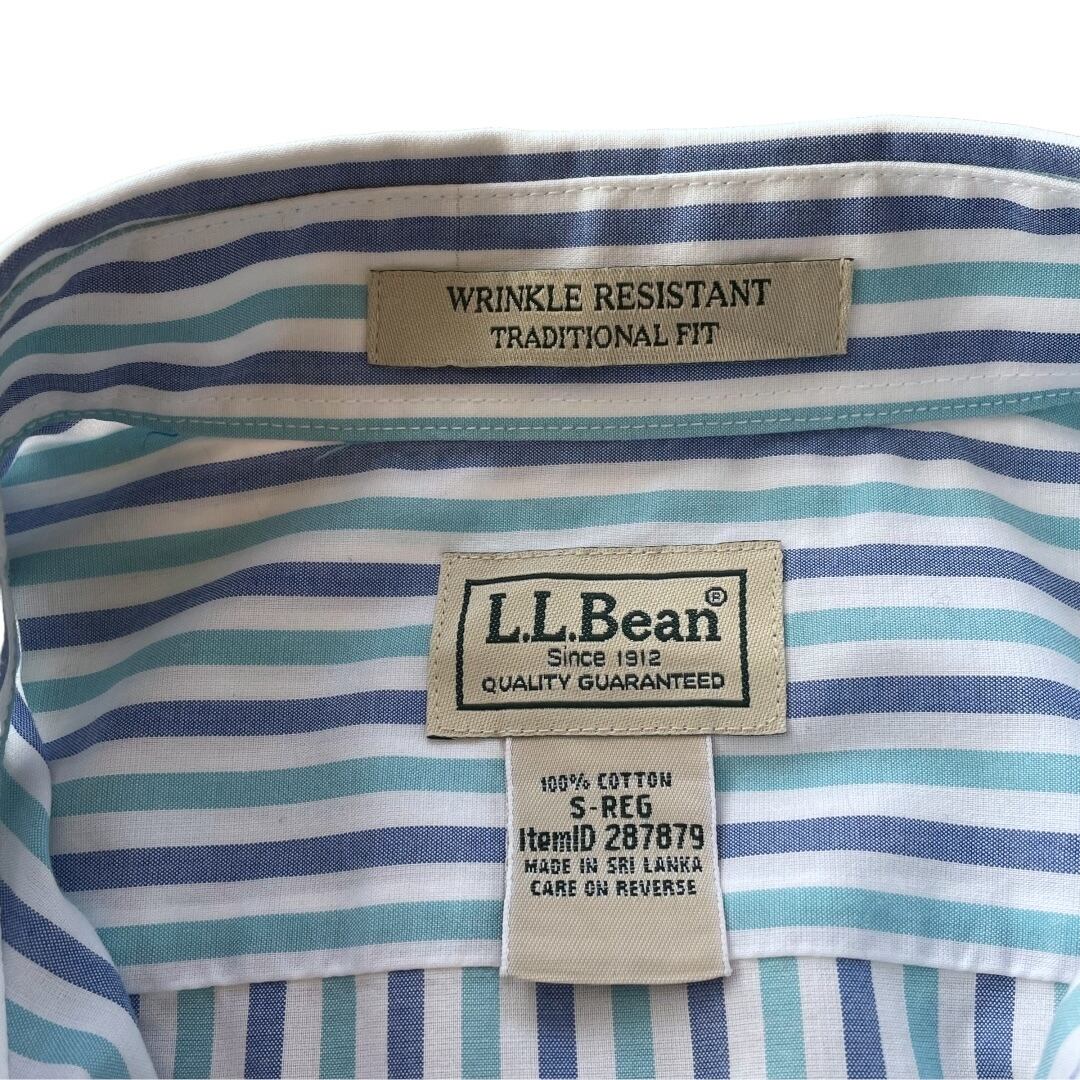 WRINKLE RESISTANT
TRADITIONAL FIT
L.L.Bean®
Since 1912
QUALITY GUARANTEED
100% COTTON
S-REG
ItemID 287879
MADE IN SRI LANKA
CARE ON REVERSE